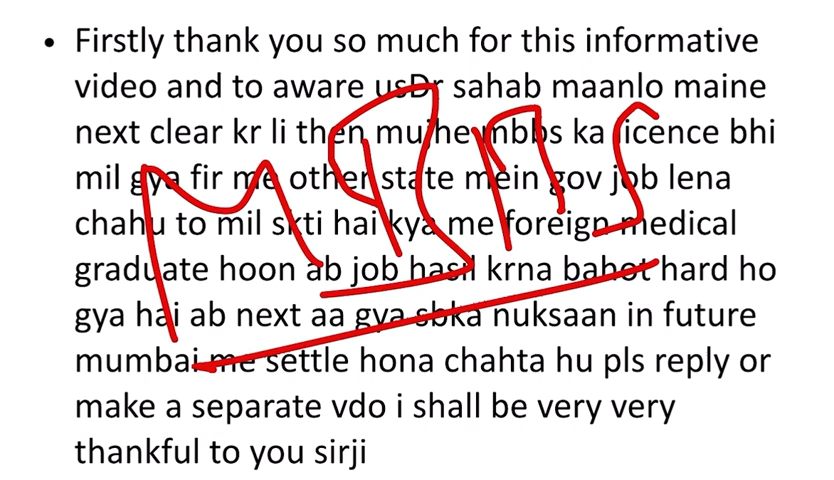 • Firstly thank you so much for this informative
video and to aware usDr sahab maanlo maine
next clear kr li then mujhe mbbs ka licence bhi
mil gya fir me other state mein gov job lena
chahu to mil skti hai kya me foreign medical
graduate hoon ab job hasil krna bahot hard ho
gya hai ab next aa gya sbka nuksaan in future
mumbai me settle hona chahta hu pls reply or
make a separate vdo i shall be very very
thankful to you sirji